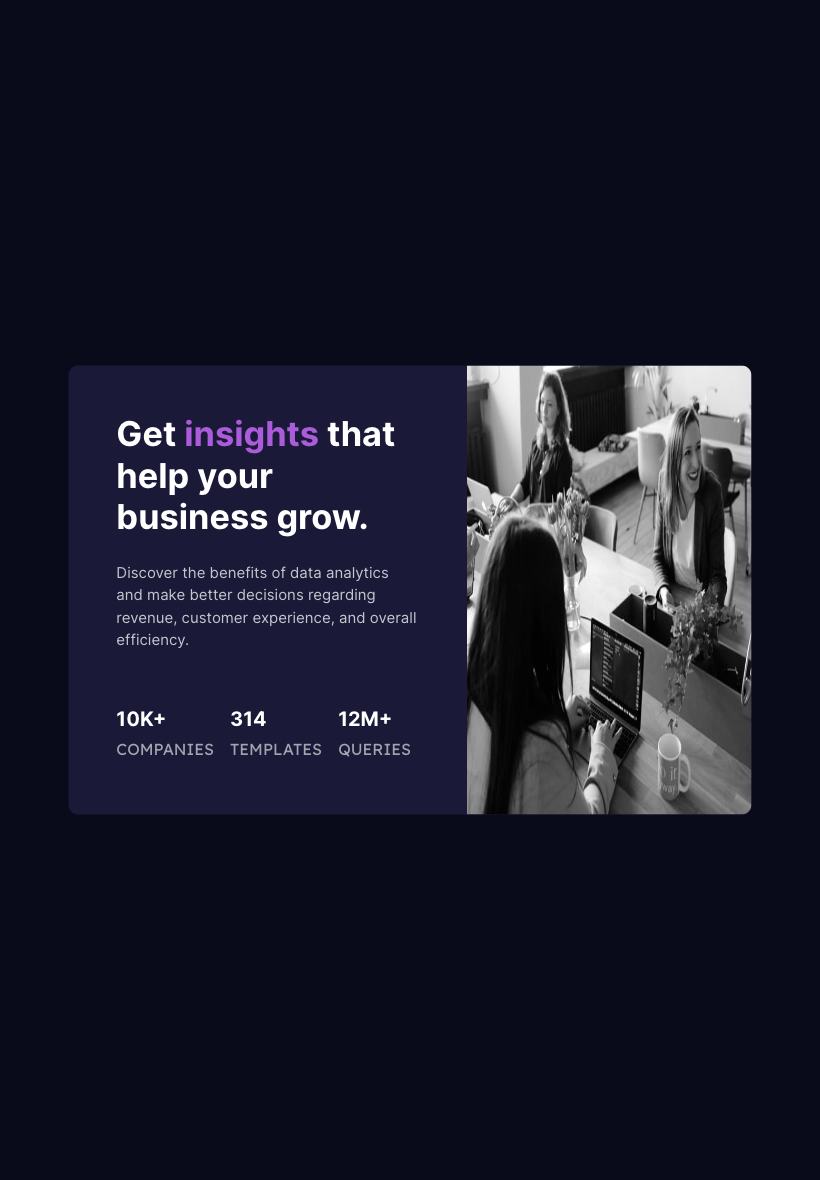 Get insights that
help your
business grow.
Discover the benefits of data analytics
and make better decisions regarding
revenue, customer experience, and overall
efficiency.
10K+ 314 12M+
COMPANIES TEMPLATES QUERIES